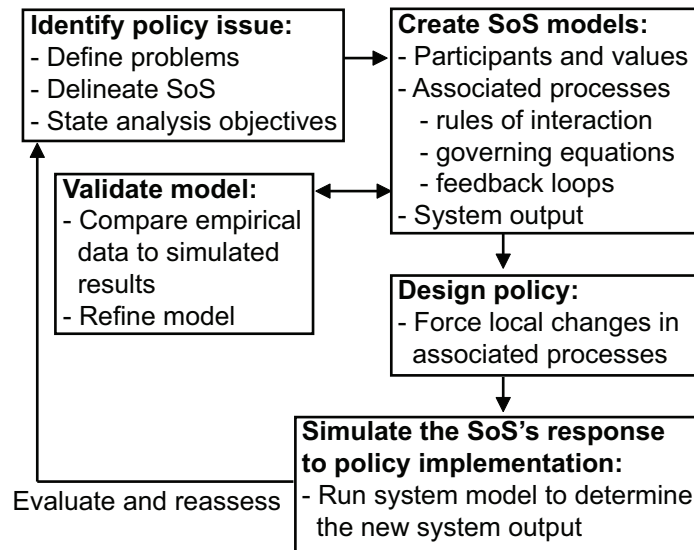 Identify policy issue:
- Define problems
- Delineate SoS
- State analysis objectives
Create SoS models:
- Participants and values
- Associated processes
- rules of interaction
- governing equations
- feedback loops
- System output
Validate model:
- Compare empirical
data to simulated
results
- Refine model
Design policy:
- Force local changes in
associated processes
Simulate the SoS’s response
to policy implementation:
- Run system model to determine
the new system output
Evaluate and reassess